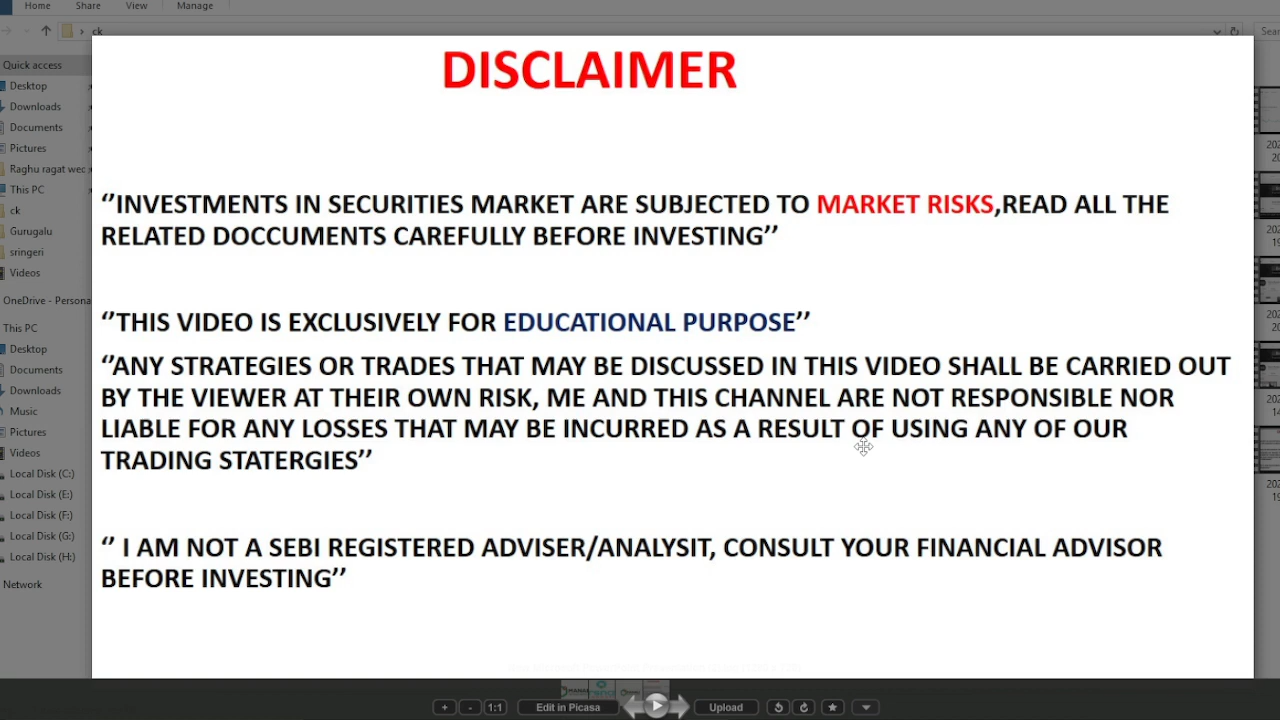 Home Share View Manage
ck
Quick access
Desktop
Downloads
Documents
Pictures
Raghu ragat wec
This PC
ck
Gurugalu
sringeri
Videos
OneDrive - Persona
This PC
Desktop
Documents
Downloads
Music
Pictures
Videos
Local Disk (C:)
Local Disk (E:)
Local Disk (F:)
Local Disk (G:)
Local Disk (H:)
Network
DISCLAIMER
‘’INVESTMENTS IN SECURITIES MARKET ARE SUBJECTED TO MARKET RISKS,READ ALL THE
RELATED DOCCUMENTS CAREFULLY BEFORE INVESTING’’
‘’THIS VIDEO IS EXCLUSIVELY FOR EDUCATIONAL PURPOSE’’
‘’ANY STRATEGIES OR TRADES THAT MAY BE DISCUSSED IN THIS VIDEO SHALL BE CARRIED OUT
BY THE VIEWER AT THEIR OWN RISK, ME AND THIS CHANNEL ARE NOT RESPONSIBLE NOR
LIABLE FOR ANY LOSSES THAT MAY BE INCURRED AS A RESULT OF USING ANY OF OUR
TRADING STATERGIES’’
‘’ I AM NOT A SEBI REGISTERED ADVISER/ANALYSIT, CONSULT YOUR FINANCIAL ADVISOR
BEFORE INVESTING’’
+ - 1:1 Edit in Picasa Upload